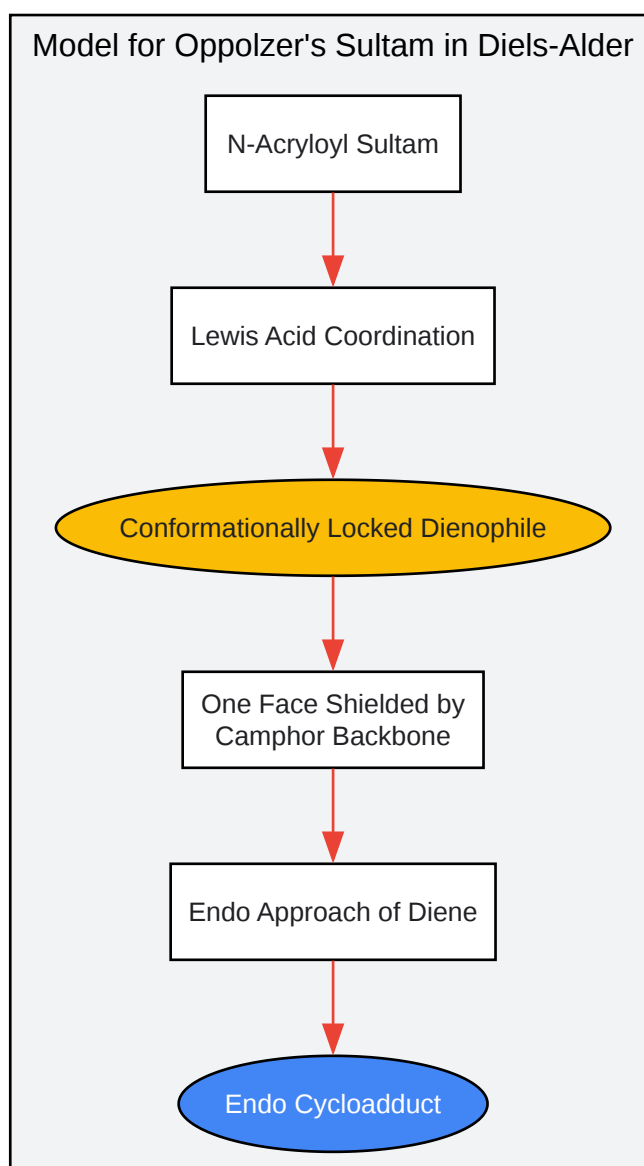 Model for Oppolzer's Sultam in Diels-Alder
N-Acryloyl Sultam
Lewis Acid Coordination
Conformationally Locked Dienophile
One Face Shielded by
Camphor Backbone
Endo Approach of Diene
Endo Cycloadduct